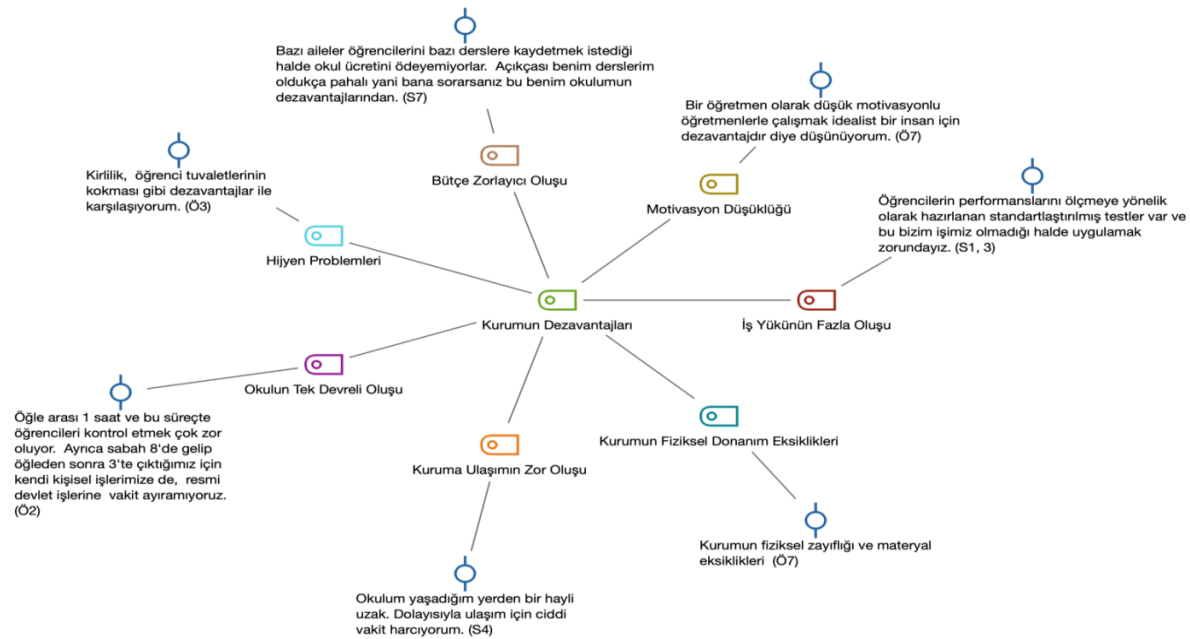 Bazı aileler öğrencilerini bazı derslere kaydetmek istediği
halde okul ücretini ödeyemiyorlar.  Açıkçası benim derslerim
oldukça pahalı yani bana sorarsanız bu benim okulumun
dezavantajlarından. (S7)
Bütçe Zorlayıcı Oluşu
Bir öğretmen olarak düşük motivasyonlu
öğretmenlerle çalışmak idealist bir insan için
dezavantajdır diye düşünüyorum. (Ö7)
Motivasyon Düşüklüğü
Kirlilik,  öğrenci tuvaletlerinin
kokması gibi dezavantajlar ile
karşılaşıyorum. (Ö3)
Hijyen Problemleri
Öğrencilerin performanslarını ölçmeye yönelik
olarak hazırlanan standartlaştırılmış testler var ve
bu bizim işimiz olmadığı halde uygulamak
zorundayız. (S1, 3)
İş Yükünün Fazla Oluşu
Kurumun Dezavantajları
Okulun Tek Devreli Oluşu
Öğle arası 1 saat ve bu süreçte
öğrencileri kontrol etmek çok zor
oluyor.  Ayrıca sabah 8'de gelip
öğleden sonra 3'te çıktığımız için
kendi kişisel işlerimize de,  resmi
devlet işlerine  vakit ayıramıyoruz.
(Ö2)
Kuruma Ulaşımın Zor Oluşu
Okulum yaşadığım yerden bir hayli
uzak. Dolayısıyla ulaşım için ciddi
vakit harcıyorum. (S4)
Kurumun Fiziksel Donanım Eksiklikleri
Kurumun fiziksel zayıflığı ve materyal
eksiklikleri  (Ö7)